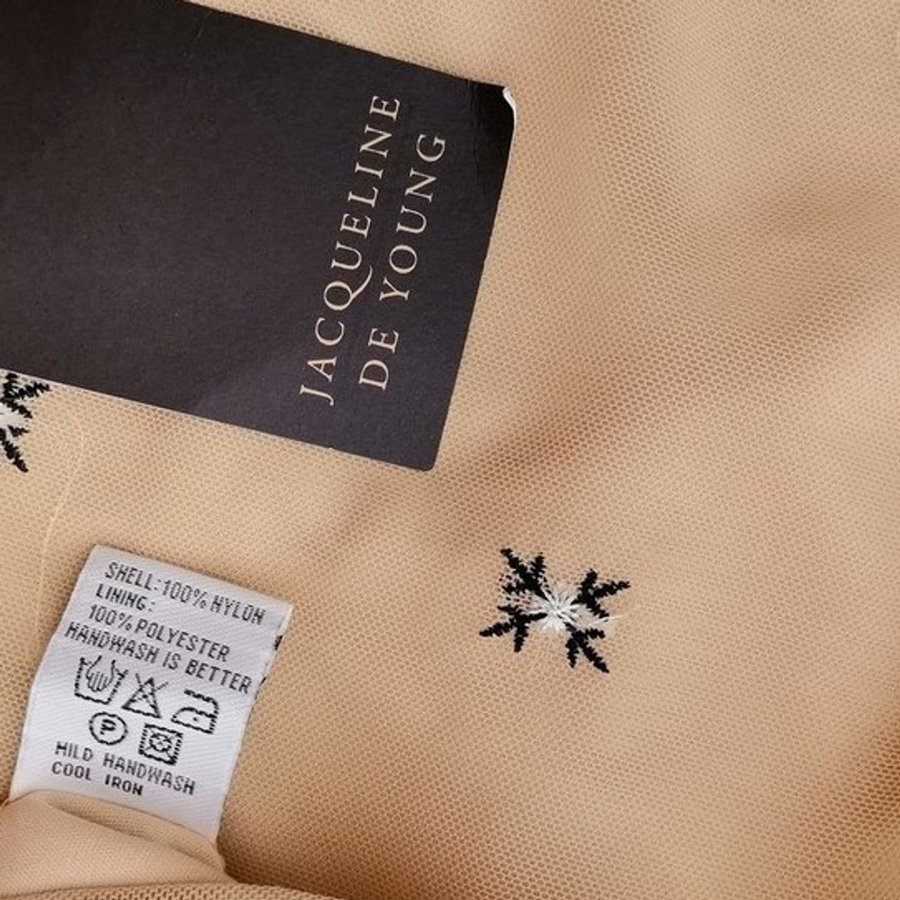 JACQUELINE
DE YOUNG
SHELL: 100% NYLON
LINING:
100% POLYESTER
HANDWASH IS BETTER
P
MILD HANDWASH
COOL IRON